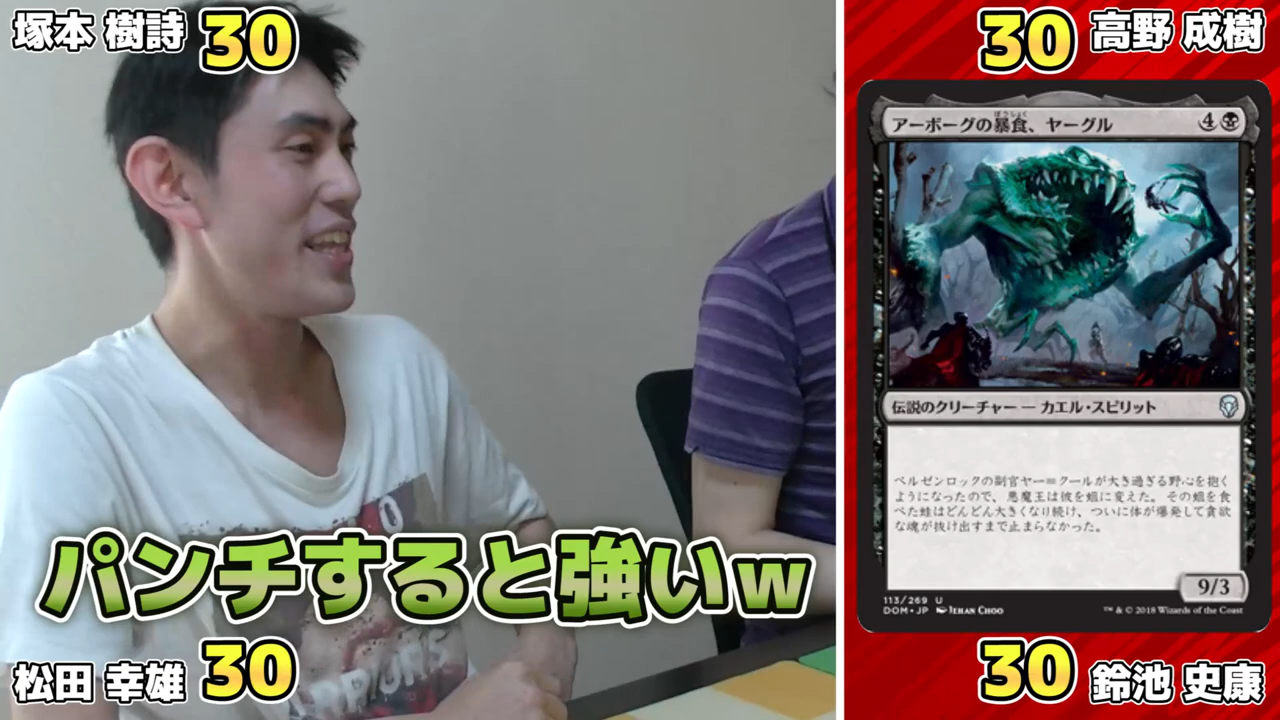 塚本 樹詩 30
30 高野 成樹
アーボーグの暴食、ヤーグル 4
ぼうしょく
伝説のクリーチャー — カエル・スピリット
ベルゼンロックの副官ヤー=クールが大き過ぎる野心を抱く
ようになったので、悪魔王は彼を蛆に変えた。その蛆を食
べた蛙はどんどん大きくなり続け、ついに体が爆発して貪欲
な魂が抜け出すまで止まらなかった。
9/3
113/269 U
DOM • JP JEHAN CHOO
™ & © 2018 Wizards of the Coast
パンチすると強いw
松田 幸雄 30
30 鈴池 史康